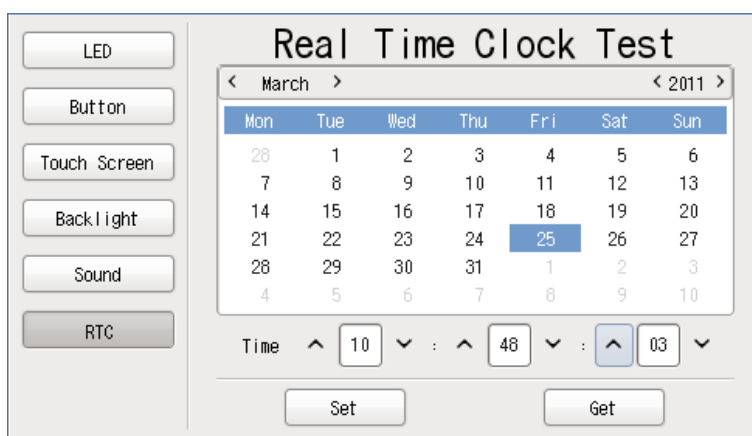 Real Time Clock Test
LED
Button
Touch Screen
Backlight
Sound
RTC
< March > < 2011 >
Mon Tue Wed Thu Fri Sat Sun
28 1 2 3 4 5 6
7 8 9 10 11 12 13
14 15 16 17 18 19 20
21 22 23 24 25 26 27
28 29 30 31 1 2 3
4 5 6 7 8 9 10
Time 10 : 48 : 03
Set Get